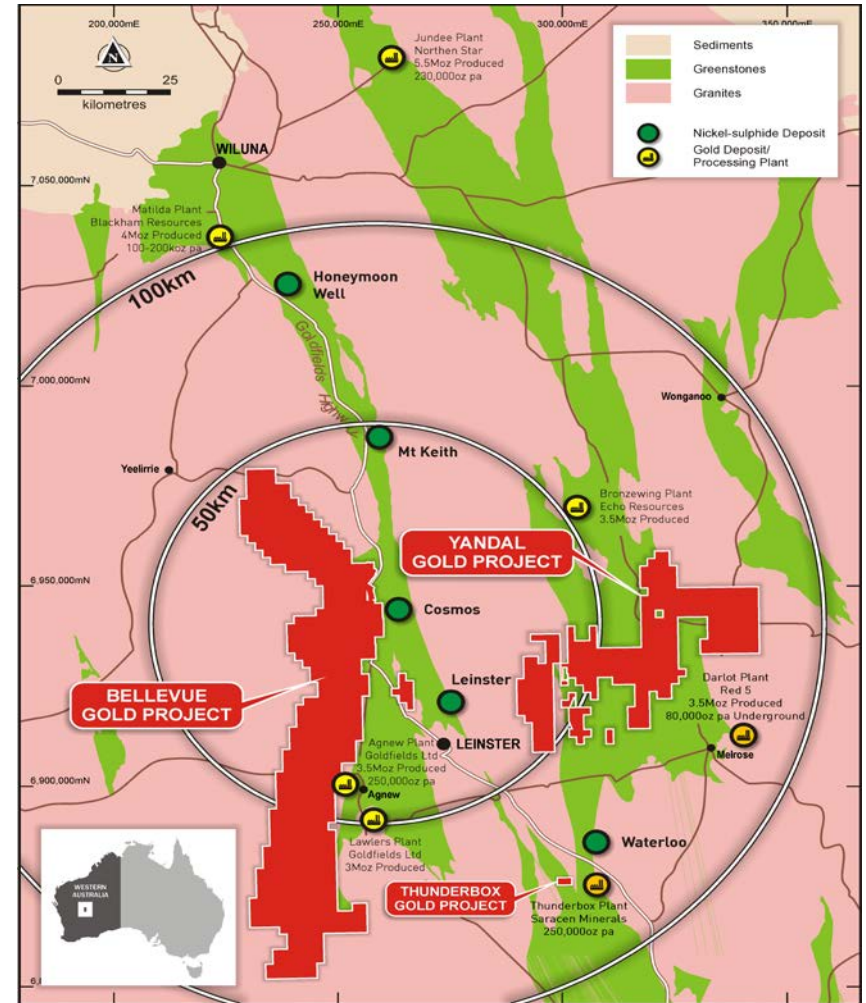 200,000mE
250,000mE
300,000mE
350,000mE
N
0 25
kilometres
Jundee Plant
Northen Star
5.5Moz Produced
230,000oz pa
Sediments
Greenstones
Granites
Nickel-sulphide Deposit
Gold Deposit/
Processing Plant
WILUNA
7,050,000mN
Matilda Plant
Blackham Resources
4Moz Produced
100-200koz pa
100km
Honeymoon
Well
Goldfields Highway
7,000,000mN
Wonganoo
Mt Keith
Yeelirrie
50km
Bronzewing Plant
Echo Resources
3.5Moz Produced
YANDAL
GOLD PROJECT
6,950,000mN
Cosmos
BELLEVUE
GOLD PROJECT
Leinster
Darlot Plant
Red 5
3.5Moz Produced
80,000oz pa Underground
LEINSTER
Melrose
Agnew Plant
Goldfields Ltd
3.5Moz Produced
250,000oz pa
6,900,000mN
Agnew
Lawlers Plant
Goldfields Ltd
3Moz Produced
Waterloo
THUNDERBOX
GOLD PROJECT
Thunderbox Plant
Saracen Minerals
250,000oz pa
WESTERN
AUSTRALIA